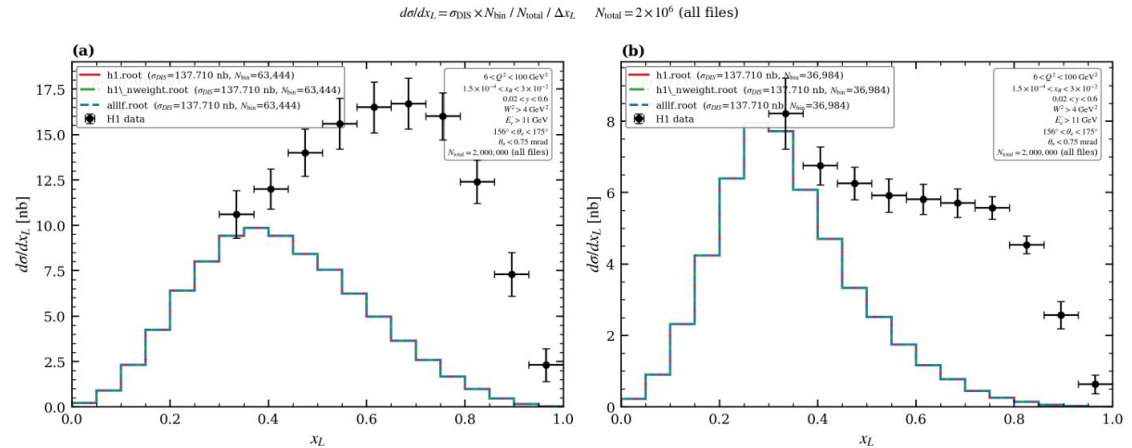 dσ/dx_L = σ_DIS × N_bin / N_total / Δx_L N_total = 2 × 10⁶ (all files)
(a)
h1.root (σ_DIS=137.710 nb, N_bin=63,444)
h1\_nweight.root (σ_DIS=137.710 nb, N_bin=63,444)
alllf.root (σ_DIS=137.710 nb, N_bin=63,444)
H1 data
6 < Q² < 100 GeV²
1.5 × 10⁻⁴ < x_B < 3 × 10⁻²
0.02 < y < 0.6
W² > 4 GeV²
E'_e > 11 GeV
156° < θ_e < 175°
θ_n < 0.75 mrad
N_total = 2,000,000 (all files)
dσ/dx_L [nb]
17.5
15.0
12.5
10.0
7.5
5.0
2.5
0.0
0.0 0.2 0.4 0.6 0.8 1.0
x_L
(b)
h1.root (σ_DIS=137.710 nb, N_bin=36,984)
h1\_nweight.root (σ_DIS=137.710 nb, N_bin=36,984)
alllf.root (σ_DIS=137.710 nb, N_bin=36,984)
H1 data
6 < Q² < 100 GeV²
1.5 × 10⁻⁴ < x_B < 3 × 10⁻²
0.02 < y < 0.6
W² > 4 GeV²
E'_e > 11 GeV
156° < θ_e < 175°
θ_n < 0.75 mrad
N_total = 2,000,000 (all files)
dσ/dx_L [nb]
8
6
4
2
0
0.0 0.2 0.4 0.6 0.8 1.0
x_L